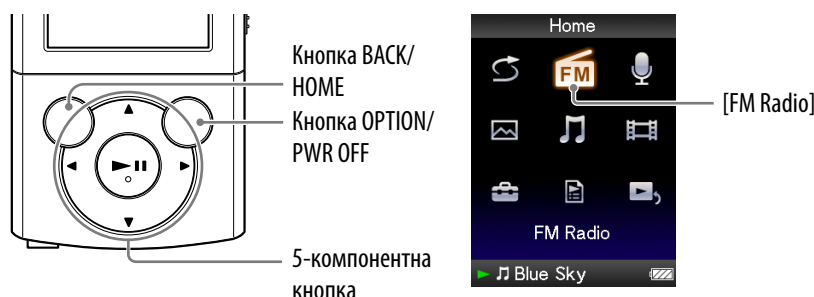 Кнопка BACK/
HOME
Кнопка OPTION/
PWR OFF
5-компонентна
кнопка
Home
FM
[FM Radio]
FM Radio
Blue Sky